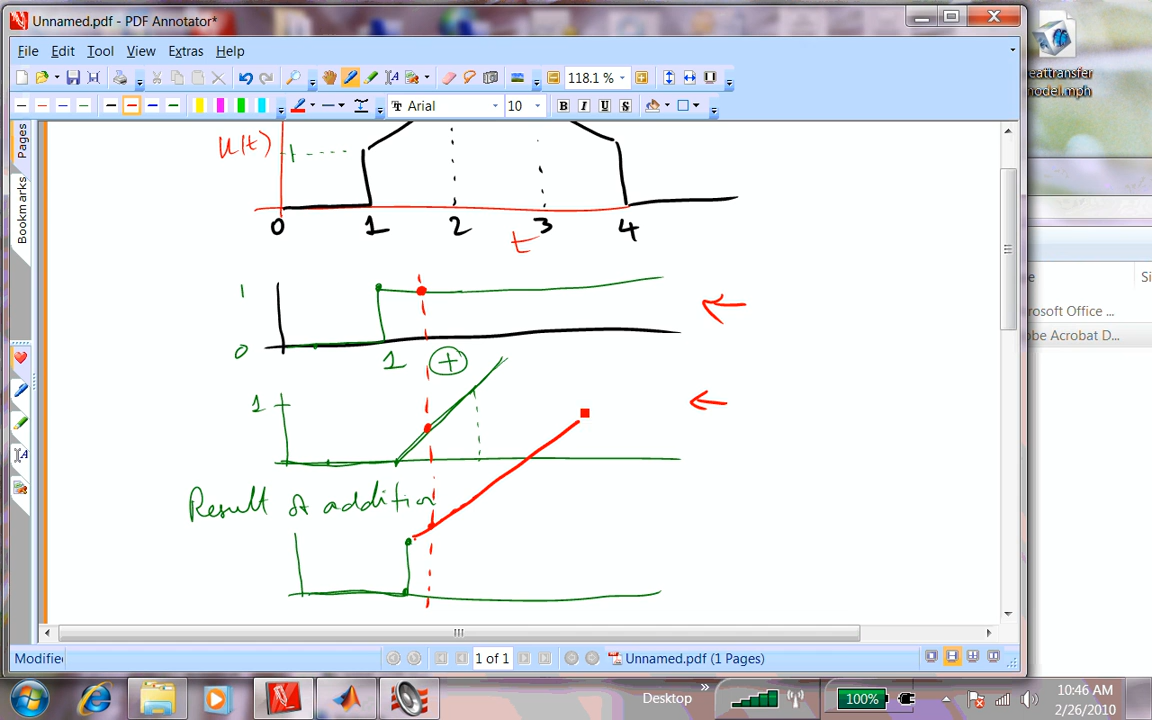 Unnamed.pdf - PDF Annotator*
File Edit Tool View Extras Help
118.1 %
Arial 10 B I U S
Pages
Bookmarks
eattransfer
model.mph
u(t)
0 1 2 3 4
t
1
0
1 +
1
Result of addition
e Si
rosoft Office ...
obe Acrobat D...
1 of 1
Modified
Unnamed.pdf (1 Pages)
Desktop
»
100%
10:46 AM
2/26/2010